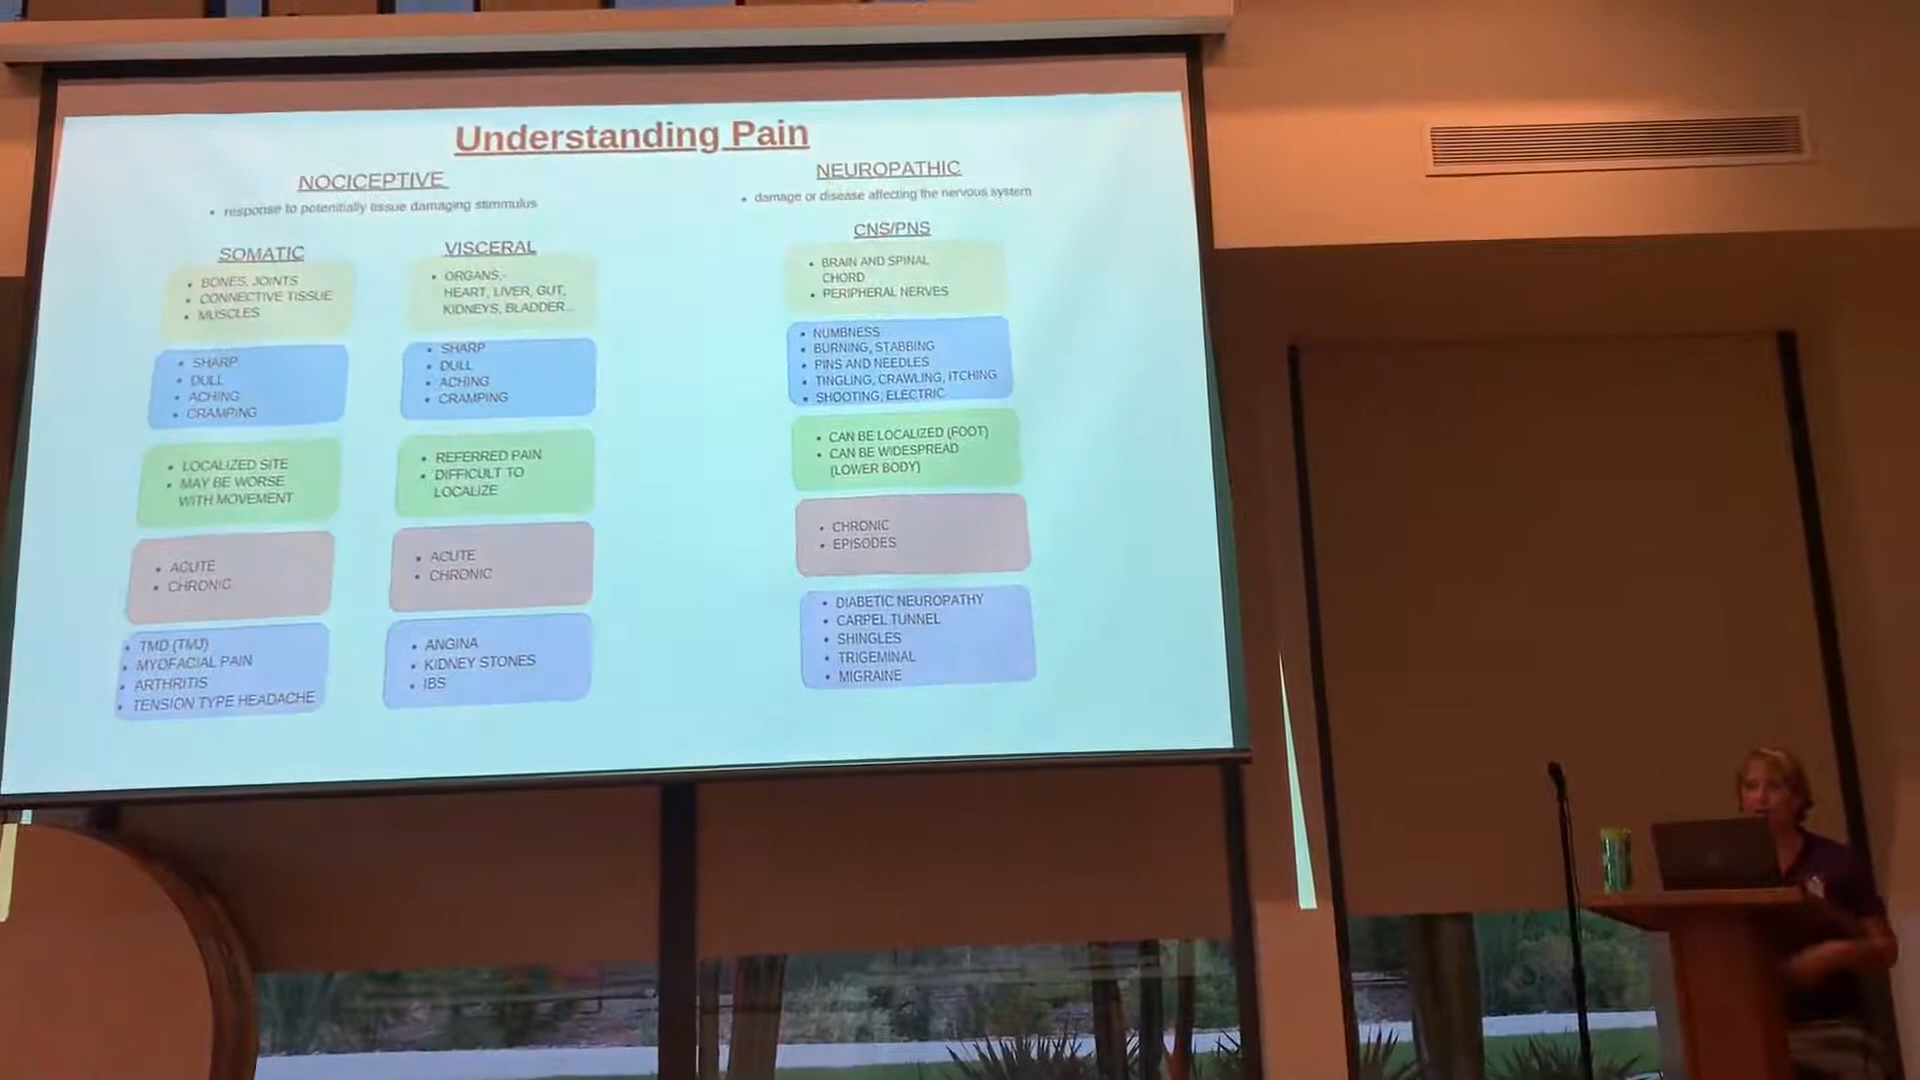 Understanding Pain
NOCICEPTIVE
• response to potenitially tissue damaging stimmulus
SOMATIC
• BONES, JOINTS
• CONNECTIVE TISSUE
• MUSCLES
• SHARP
• DULL
• ACHING
• CRAMPING
• LOCALIZED SITE
• MAY BE WORSE
WITH MOVEMENT
• ACUTE
• CHRONIC
• TMD (TMJ)
• MYOFACIAL PAIN
• ARTHRITIS
• TENSION TYPE HEADACHE
VISCERAL
• ORGANS,-
HEART, LIVER, GUT,
KIDNEYS, BLADDER...
• SHARP
• DULL
• ACHING
• CRAMPING
• REFERRED PAIN
• DIFFICULT TO
LOCALIZE
• ACUTE
• CHRONIC
• ANGINA
• KIDNEY STONES
• IBS
NEUROPATHIC
• damage or disease affecting the nervous system
CNS/PNS
• BRAIN AND SPINAL
CHORD
• PERIPHERAL NERVES
• NUMBNESS
• BURNING, STABBING
• PINS AND NEEDLES
• TINGLING, CRAWLING, ITCHING
• SHOOTING, ELECTRIC
• CAN BE LOCALIZED (FOOT)
• CAN BE WIDESPREAD
(LOWER BODY)
• CHRONIC
• EPISODES
• DIABETIC NEUROPATHY
• CARPEL TUNNEL
• SHINGLES
• TRIGEMINAL
• MIGRAINE